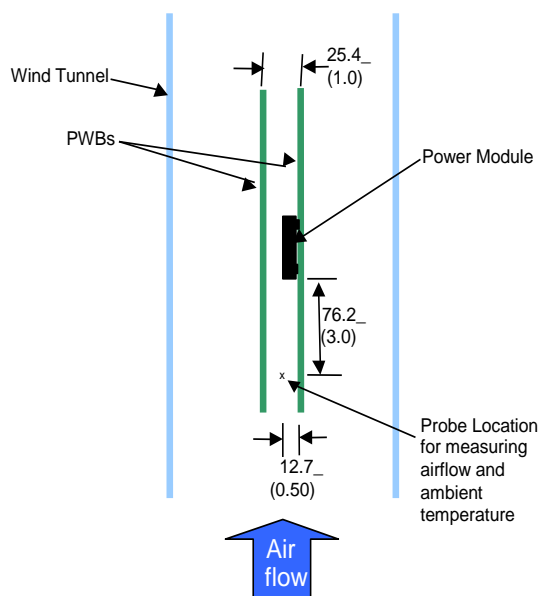 25.4_
(1.0)
Wind Tunnel
PWBs
Power Module
76.2_
(3.0)
x
Probe Location
for measuring
airflow and
ambient
temperature
12.7_
(0.50)
Air
flow